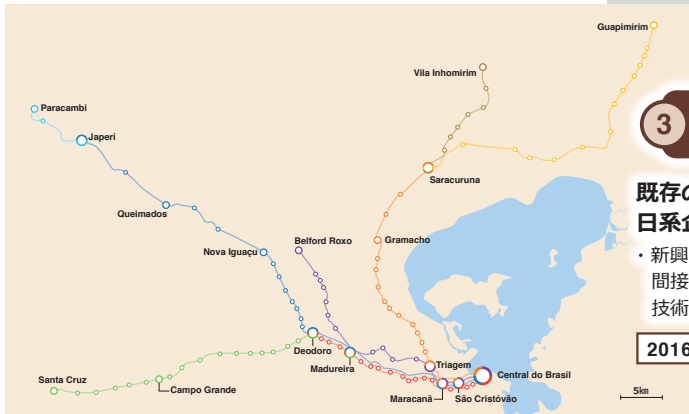 Guapimirim
Vila Inhomirim
Paracambi
Japeri
Saracuruna
Queimados
Belford Roxo
Gramacho
Nova Iguaçu
Deodoro
Madureira
Triagem
Central do Brasil
Santa Cruz
Campo Grande
Maracanã
São Cristóvão
5km
3
既存の
日系企
・新興
間接
技術
2016